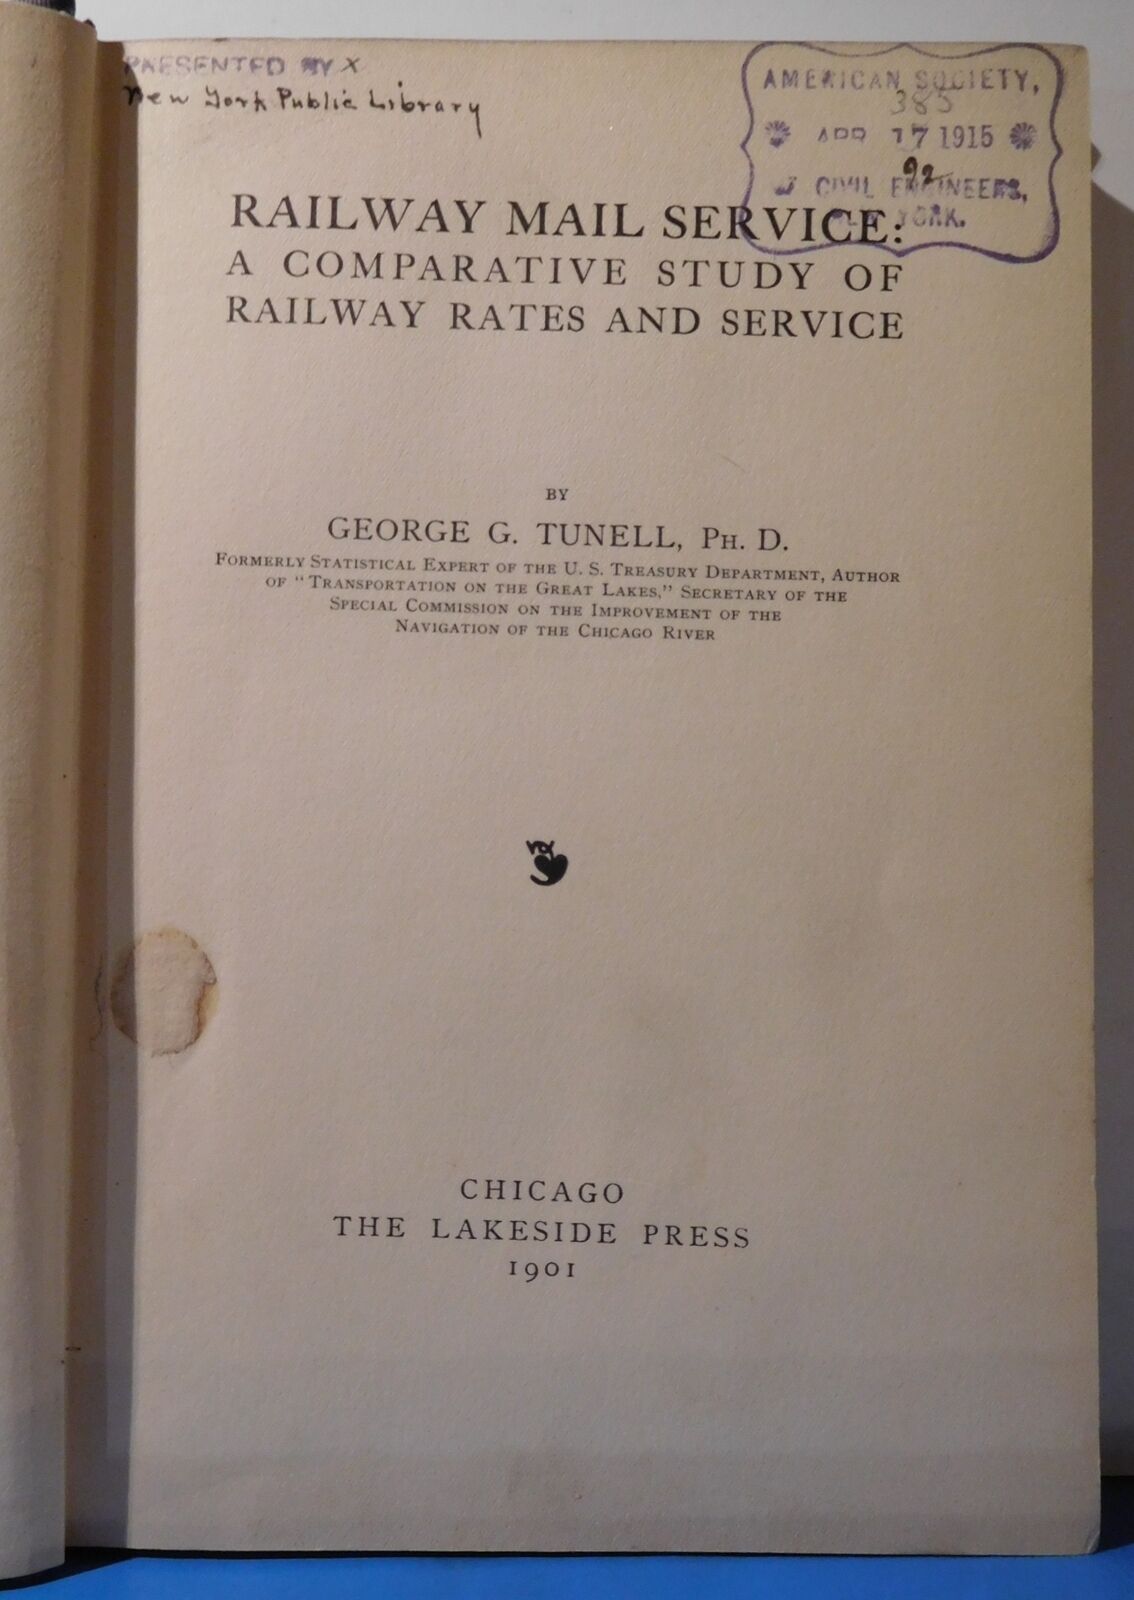 PRESENTED BY x
New York Public Library
AMERICAN SOCIETY,
385
APR 17 1915
92
CIVIL ENGINEERS,
YORK.
RAILWAY MAIL SERVICE:
A COMPARATIVE STUDY OF
RAILWAY RATES AND SERVICE
BY
GEORGE G. TUNELL, PH. D.
FORMERLY STATISTICAL EXPERT OF THE U. S. TREASURY DEPARTMENT, AUTHOR
OF "TRANSPORTATION ON THE GREAT LAKES," SECRETARY OF THE
SPECIAL COMMISSION ON THE IMPROVEMENT OF THE
NAVIGATION OF THE CHICAGO RIVER
CHICAGO
THE LAKESIDE PRESS
1901